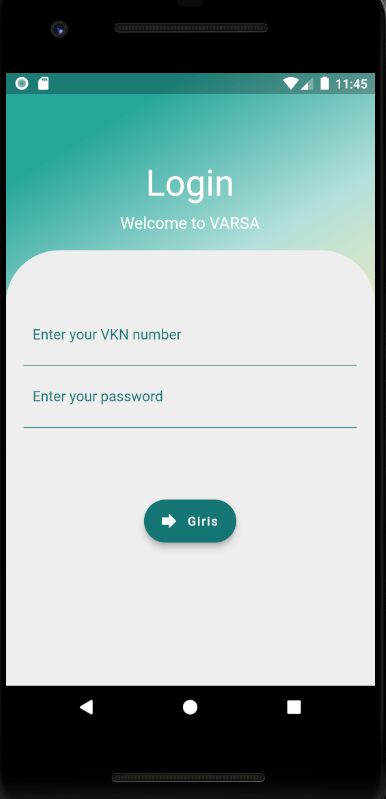 11:45
Login
Welcome to VARSA
Enter your VKN number
Enter your password
Giris